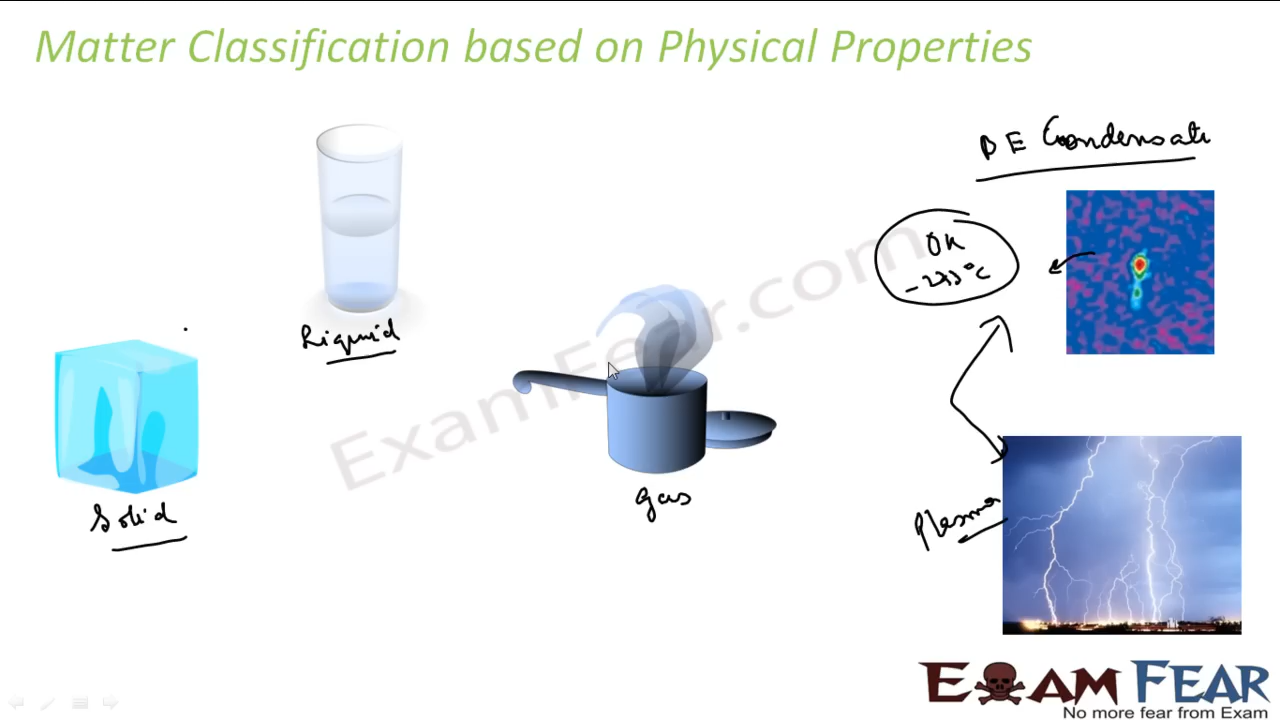 Matter Classification based on Physical Properties
BE Condensate
0K
-273°C
Liquid
ExamFear.com
Solid
Gas
Plasma
EXAM FEAR
No more fear from Exam